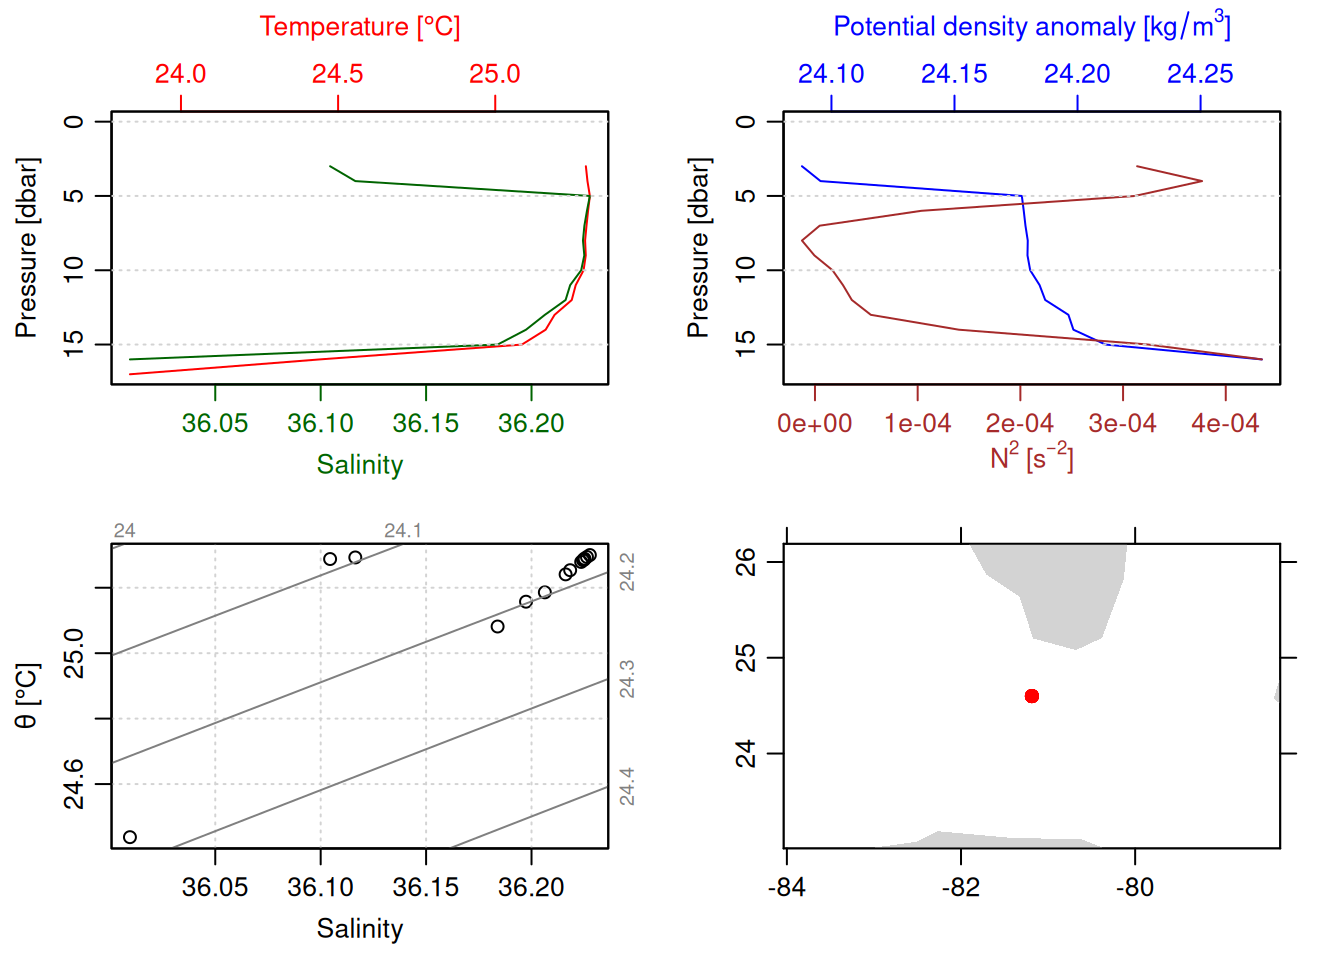 Temperature [°C]
24.0 24.5 25.0
Pressure [dbar]
0
5
10
15
36.05 36.10 36.15 36.20
Salinity
Potential density anomaly [kg/m³]
24.10 24.15 24.20 24.25
Pressure [dbar]
0
5
10
15
0e+00 1e-04 2e-04 3e-04 4e-04
N² [s⁻²]
24 24.1
24.2
24.3
24.4
θ [°C]
25.0
24.6
36.05 36.10 36.15 36.20
Salinity
26
25
24
-84 -82 -80